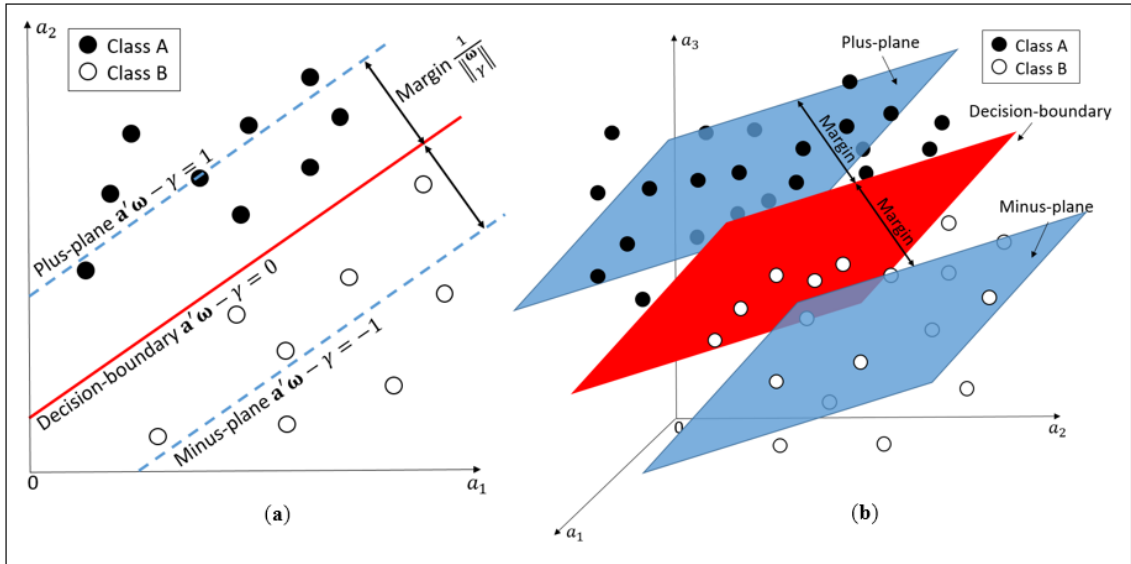 a₂
Class A
Class B
Margin 1/‖ω γ‖
Plus-plane a′ω − γ = 1
Decision-boundary a′ω − γ = 0
Minus-plane a′ω − γ = −1
0
a₁
(a)
a₃
Plus-plane
Class A
Class B
Decision-boundary
Margin
Margin
Minus-plane
0
a₂
a₁
(b)